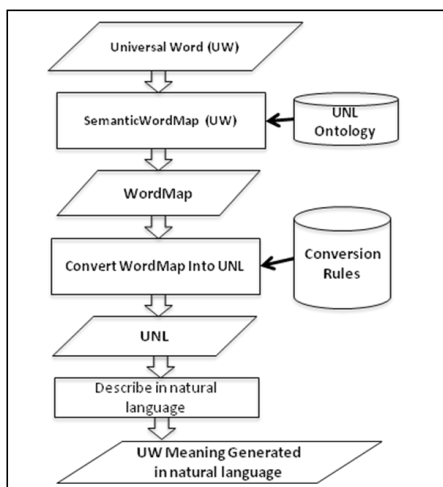 Universal Word (UW)
SemanticWordMap (UW)
UNL
Ontology
WordMap
Convert WordMap Into UNL
Conversion
Rules
UNL
Describe in natural
language
UW Meaning Generated
in natural language